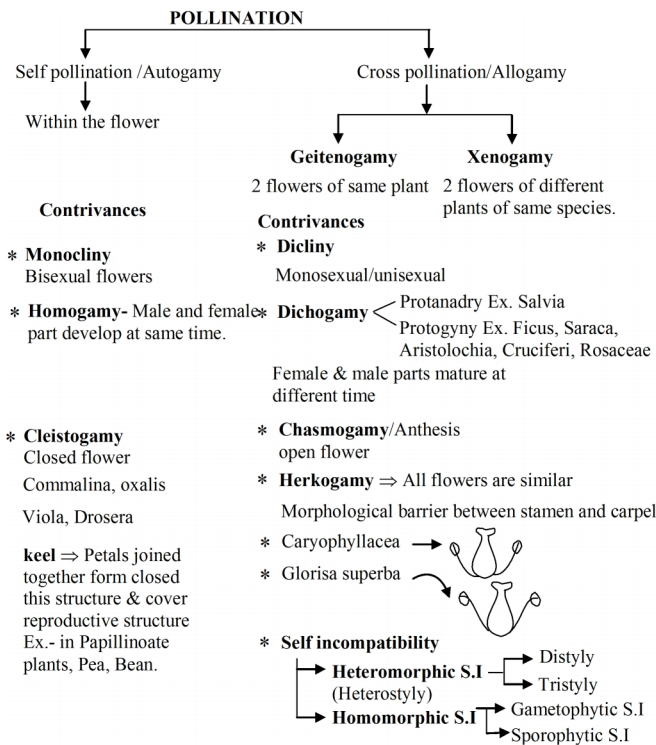 POLLINATION
Self pollination /Autogamy
Within the flower
Contrivances
* Monocliny
Bisexual flowers
* Homogamy- Male and female
part develop at same time.
* Cleistogamy
Closed flower
Commalina, oxalis
Viola, Drosera
keel ⇒ Petals joined
together form closed
this structure & cover
reproductive structure
Ex.- in Papillinoate
plants, Pea, Bean.
Cross pollination/Allogamy
Geitenogamy
2 flowers of same plant
Xenogamy
2 flowers of different
plants of same species.
Contrivances
* Dicliny
Monosexual/unisexual
* Dichogamy
Protanadry Ex. Salvia
Protogyny Ex. Ficus, Saraca,
Aristolochia, Cruciferi, Rosaceae
Female & male parts mature at
different time
* Chasmogamy/Anthesis
open flower
* Herkogamy ⇒ All flowers are similar
Morphological barrier between stamen and carpel
* Caryophyllacea
* Glorisa superba
* Self incompatibility
Heteromorphic S.I
(Heterostyly)
Distyly
Tristyly
Homomorphic S.I
Gametophytic S.I
Sporophytic S.I